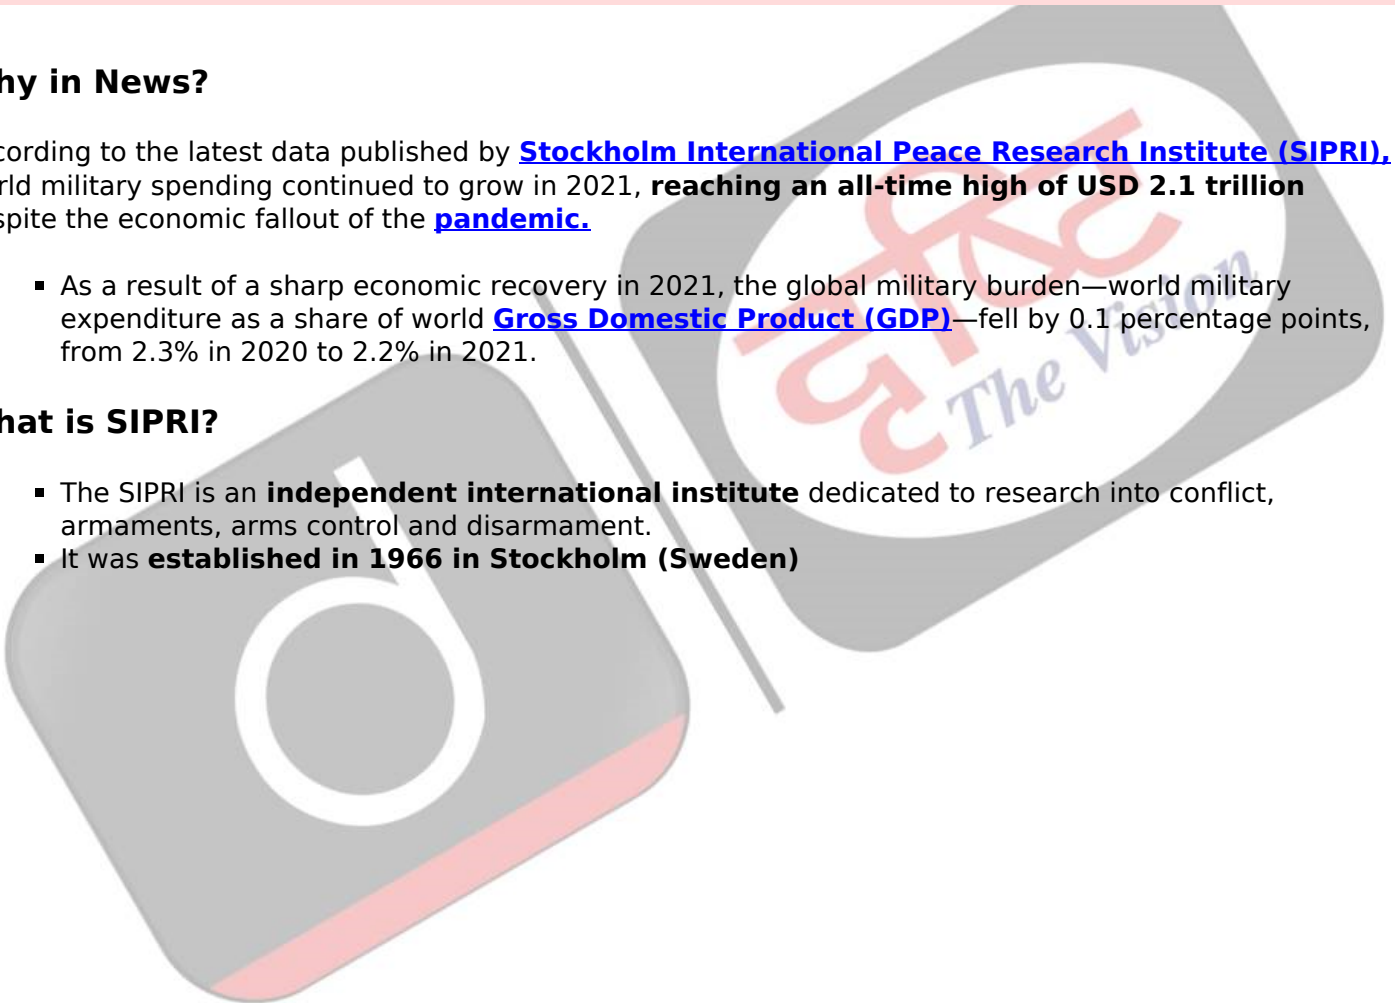 hy in News?
cording to the latest data published by Stockholm International Peace Research Institute (SIPRI),
rld military spending continued to grow in 2021, reaching an all-time high of USD 2.1 trillion
spite the economic fallout of the pandemic.
▪ As a result of a sharp economic recovery in 2021, the global military burden—world military
expenditure as a share of world Gross Domestic Product (GDP)—fell by 0.1 percentage points,
from 2.3% in 2020 to 2.2% in 2021.
hat is SIPRI?
▪ The SIPRI is an independent international institute dedicated to research into conflict,
armaments, arms control and disarmament.
▪ It was established in 1966 in Stockholm (Sweden)
दृष्टि
The Vision
d